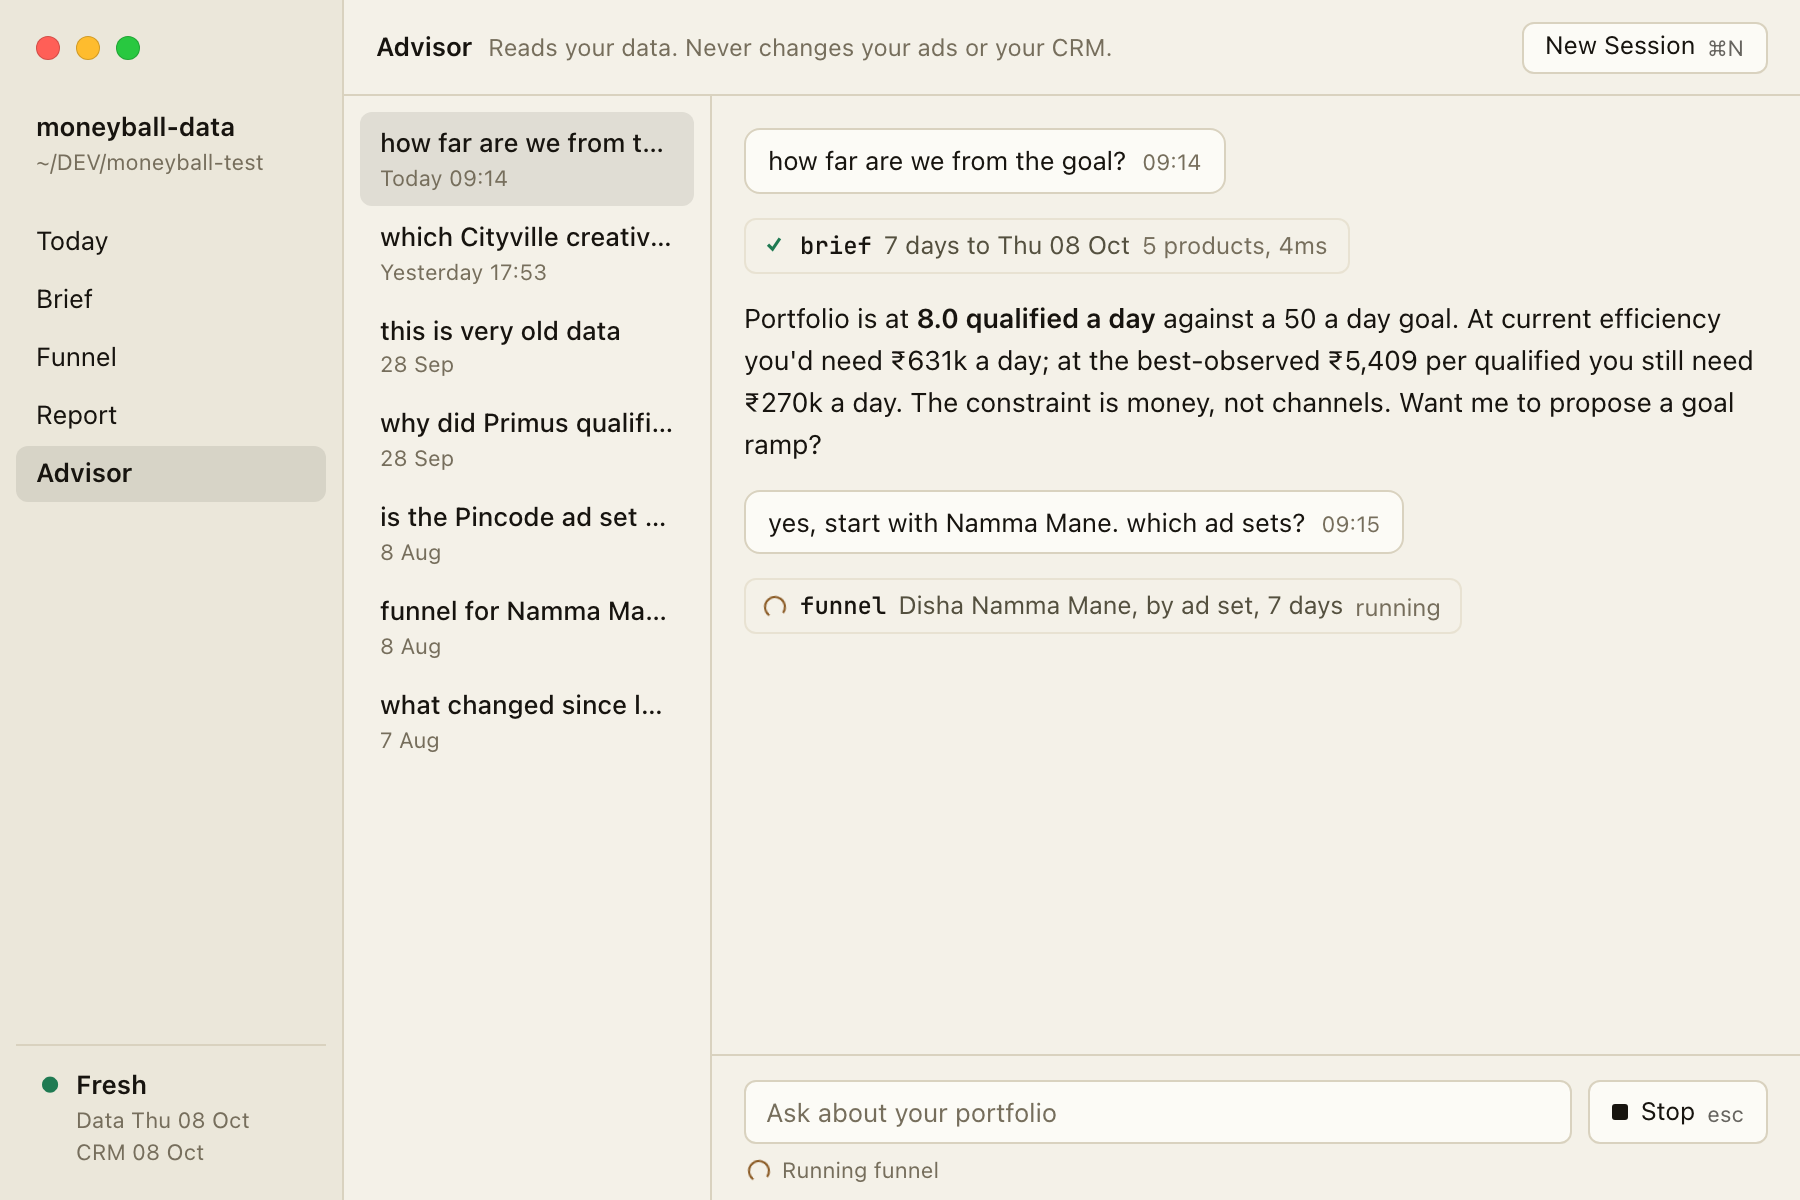 moneyball-data
~/DEV/moneyball-test
Today
Brief
Funnel
Report
Advisor
Fresh
Data Thu 08 Oct
CRM 08 Oct
Advisor Reads your data. Never changes your ads or your CRM.
New Session ⌘N
how far are we from t...
Today 09:14
which Cityville creativ...
Yesterday 17:53
this is very old data
28 Sep
why did Primus qualifi...
28 Sep
is the Pincode ad set ...
8 Aug
funnel for Namma Ma...
8 Aug
what changed since l...
7 Aug
how far are we from the goal? 09:14
brief 7 days to Thu 08 Oct 5 products, 4ms
Portfolio is at 8.0 qualified a day against a 50 a day goal. At current efficiency
you'd need ₹631k a day; at the best-observed ₹5,409 per qualified you still need
₹270k a day. The constraint is money, not channels. Want me to propose a goal
ramp?
yes, start with Namma Mane. which ad sets? 09:15
funnel Disha Namma Mane, by ad set, 7 days running
Ask about your portfolio
Stop esc
Running funnel